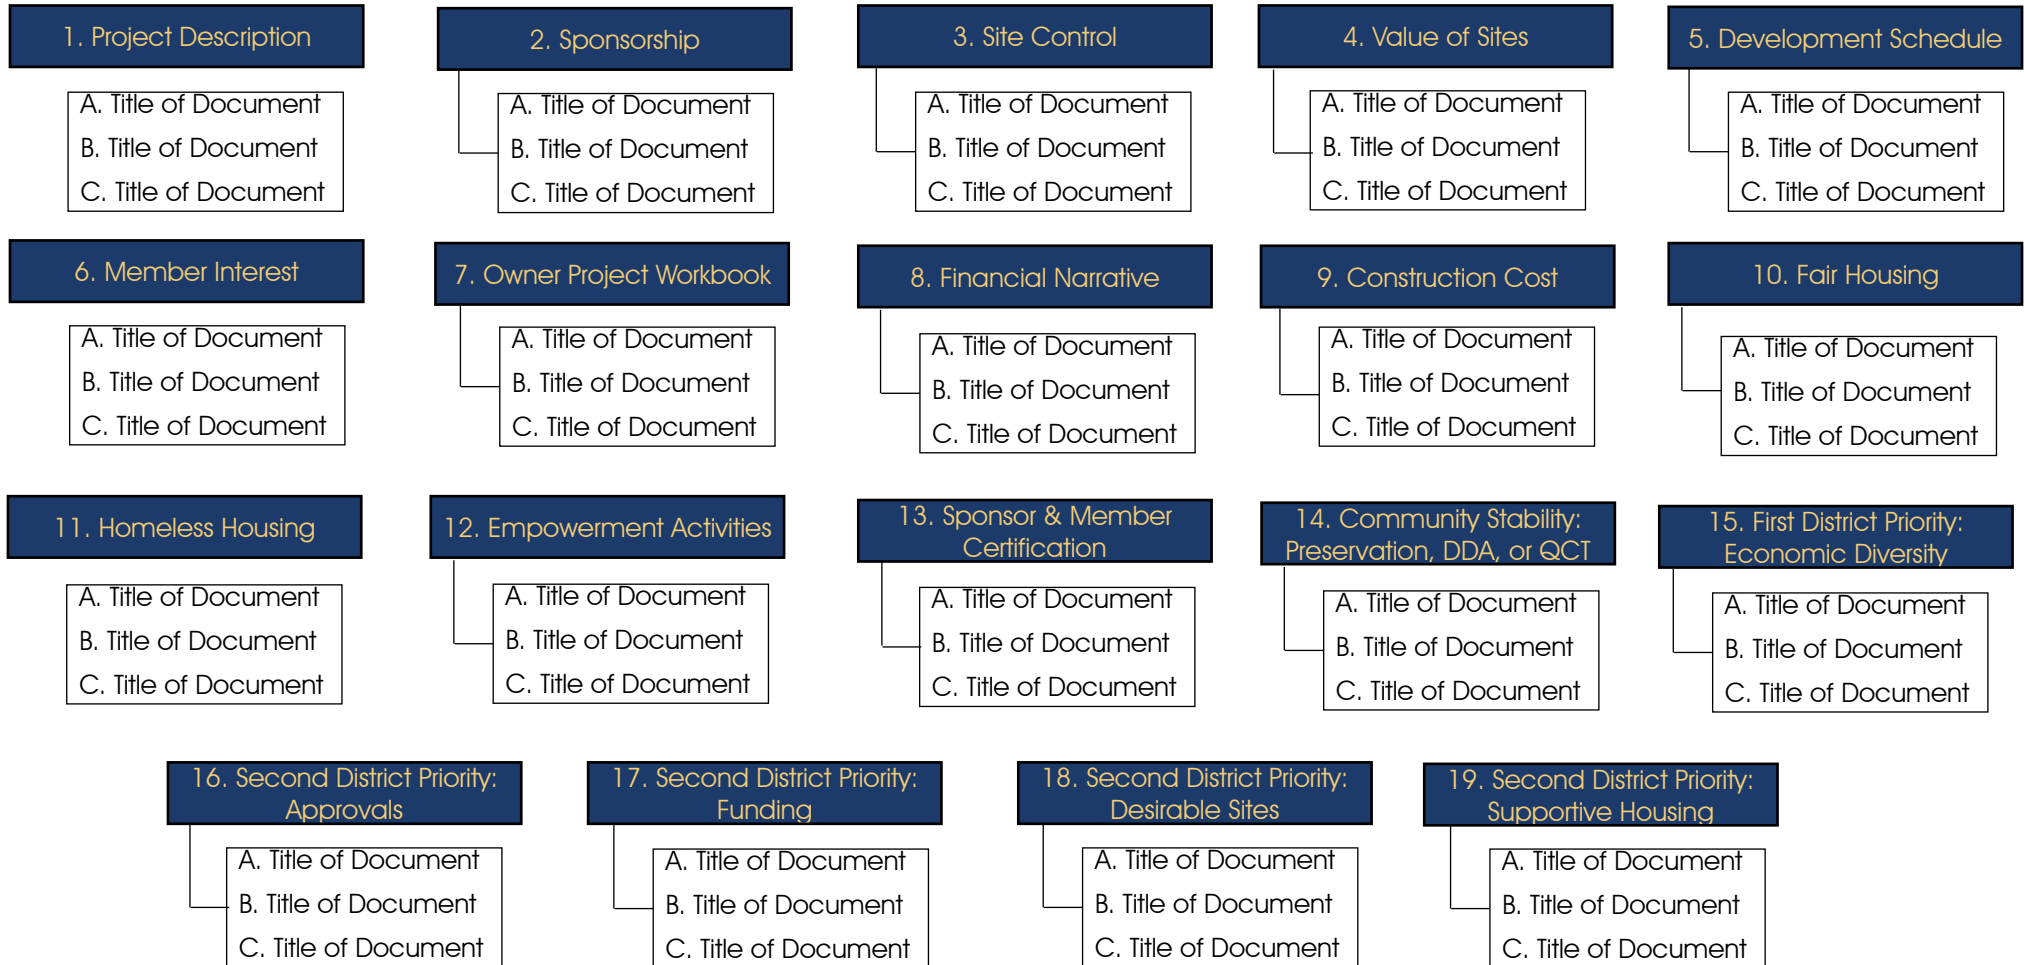 1. Project Description
A. Title of Document
B. Title of Document
C. Title of Document
2. Sponsorship
A. Title of Document
B. Title of Document
C. Title of Document
3. Site Control
A. Title of Document
B. Title of Document
C. Title of Document
4. Value of Sites
A. Title of Document
B. Title of Document
C. Title of Document
5. Development Schedule
A. Title of Document
B. Title of Document
C. Title of Document
6. Member Interest
A. Title of Document
B. Title of Document
C. Title of Document
7. Owner Project Workbook
A. Title of Document
B. Title of Document
C. Title of Document
8. Financial Narrative
A. Title of Document
B. Title of Document
C. Title of Document
9. Construction Cost
A. Title of Document
B. Title of Document
C. Title of Document
10. Fair Housing
A. Title of Document
B. Title of Document
C. Title of Document
11. Homeless Housing
A. Title of Document
B. Title of Document
C. Title of Document
12. Empowerment Activities
A. Title of Document
B. Title of Document
C. Title of Document
13. Sponsor & Member
Certification
A. Title of Document
B. Title of Document
C. Title of Document
14. Community Stability:
Preservation, DDA, or QCT
A. Title of Document
B. Title of Document
C. Title of Document
15. First District Priority:
Economic Diversity
A. Title of Document
B. Title of Document
C. Title of Document
16. Second District Priority:
Approvals
A. Title of Document
B. Title of Document
C. Title of Document
17. Second District Priority:
Funding
A. Title of Document
B. Title of Document
C. Title of Document
18. Second District Priority:
Desirable Sites
A. Title of Document
B. Title of Document
C. Title of Document
19. Second District Priority:
Supportive Housing
A. Title of Document
B. Title of Document
C. Title of Document